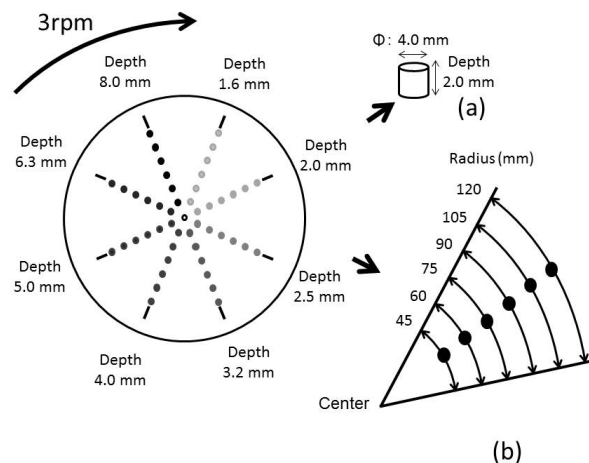 3rpm
Depth
8.0 mm
Depth
1.6 mm
Depth
2.0 mm
Depth
2.5 mm
Depth
3.2 mm
Depth
4.0 mm
Depth
5.0 mm
Depth
6.3 mm
Φ: 4.0 mm
Depth
2.0 mm
(a)
Radius (mm)
120
105
90
75
60
45
Center
(b)